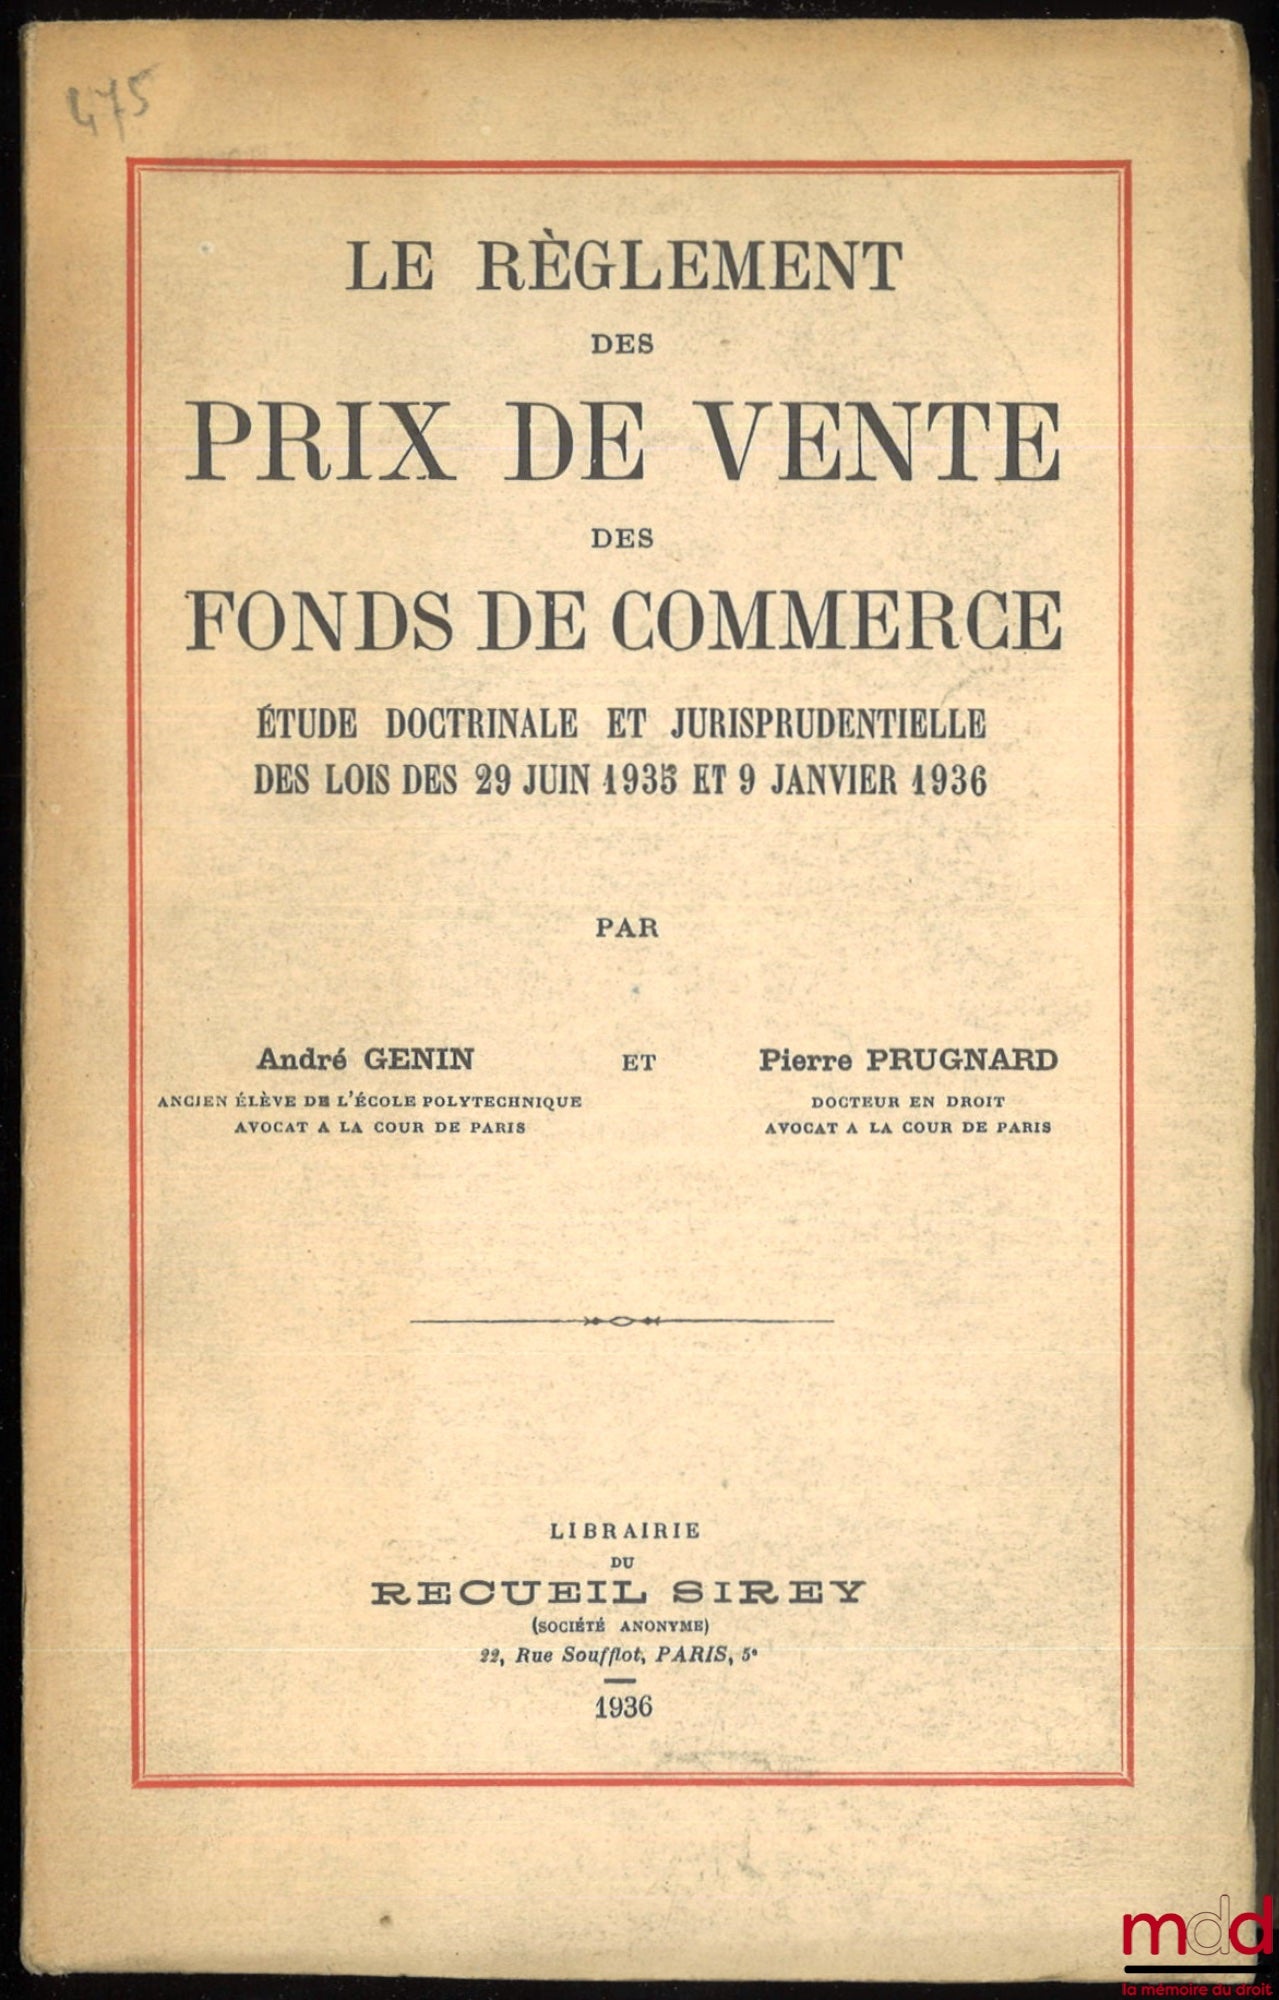 475
LE RÈGLEMENT
DES
PRIX DE VENTE
DES
FONDS DE COMMERCE
ÉTUDE DOCTRINALE ET JURISPRUDENTIELLE
DES LOIS DES 29 JUIN 1935 ET 9 JANVIER 1936
PAR
André GENIN ET Pierre PRUGNARD
ANCIEN ÉLÈVE DE L'ÉCOLE POLYTECHNIQUE DOCTEUR EN DROIT
AVOCAT A LA COUR DE PARIS AVOCAT A LA COUR DE PARIS
LIBRAIRIE
DU
RECUEIL SIREY
(SOCIÉTÉ ANONYME)
22, Rue Soufflot, PARIS, 5e
1936
mdd
la mémoire du droit